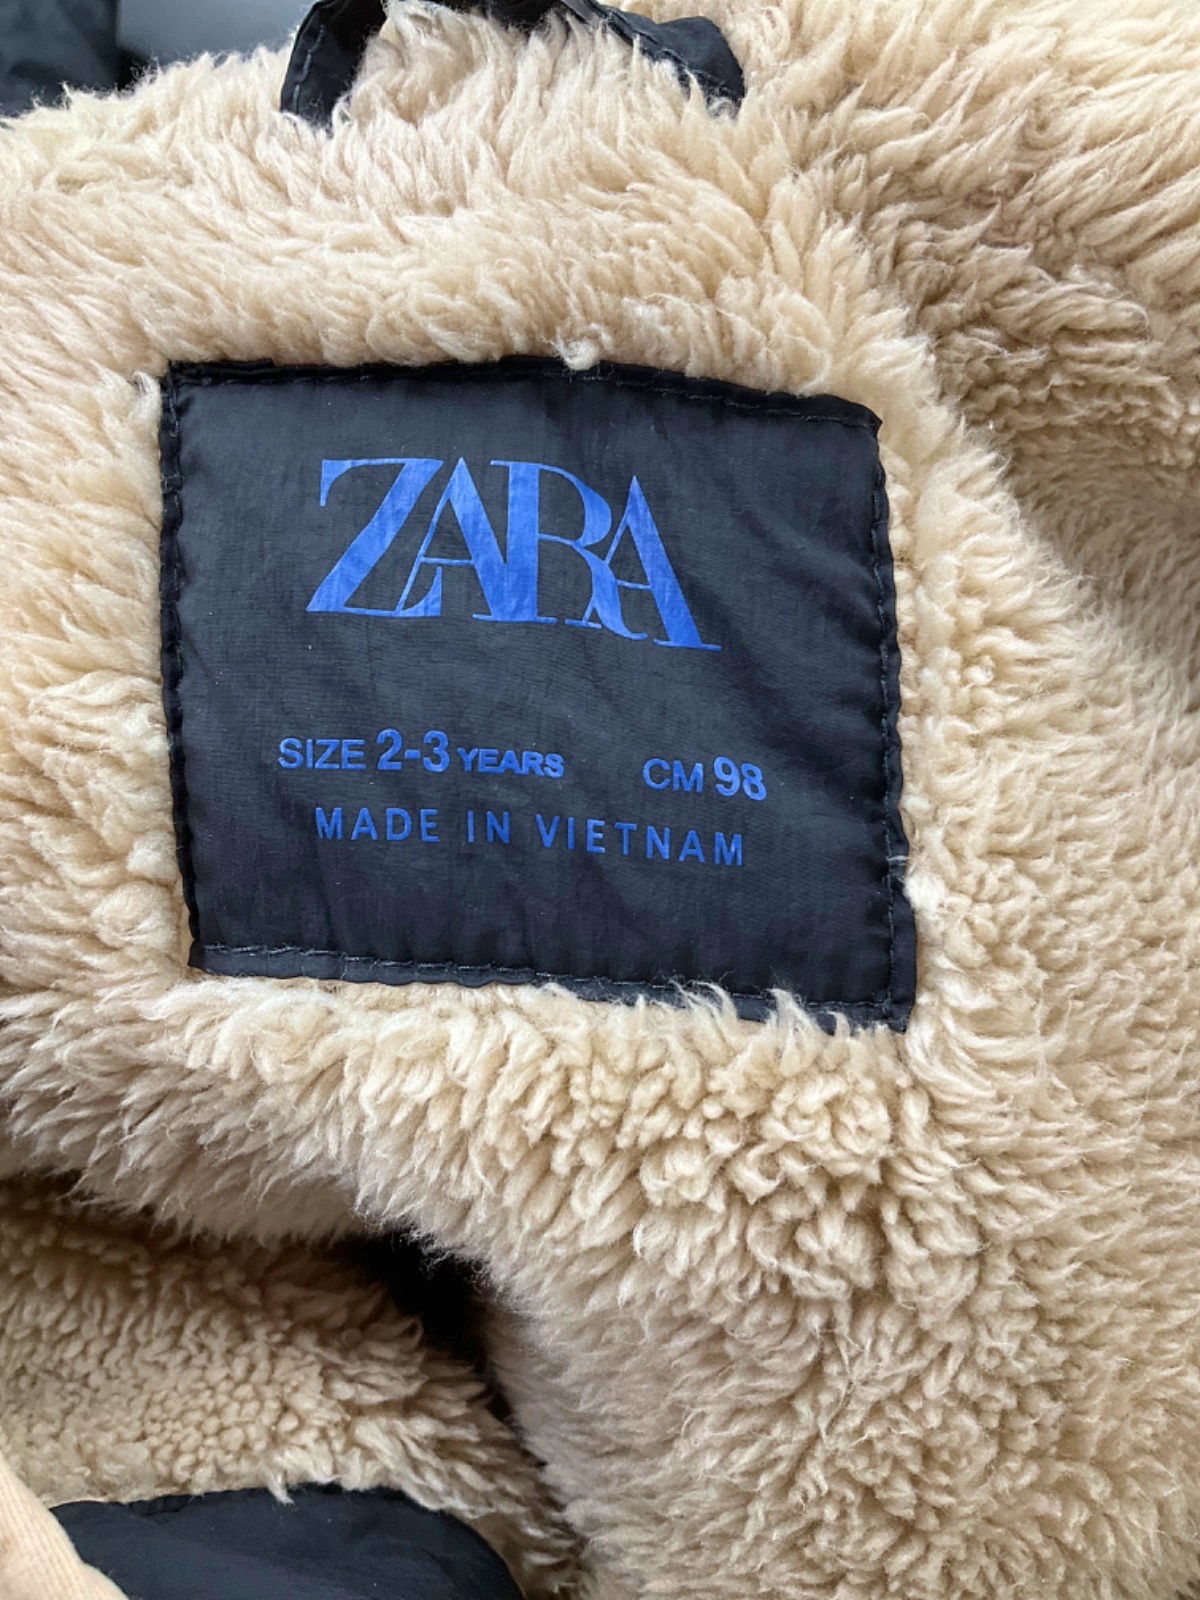 ZARA
SIZE 2-3 YEARS CM 98
MADE IN VIETNAM